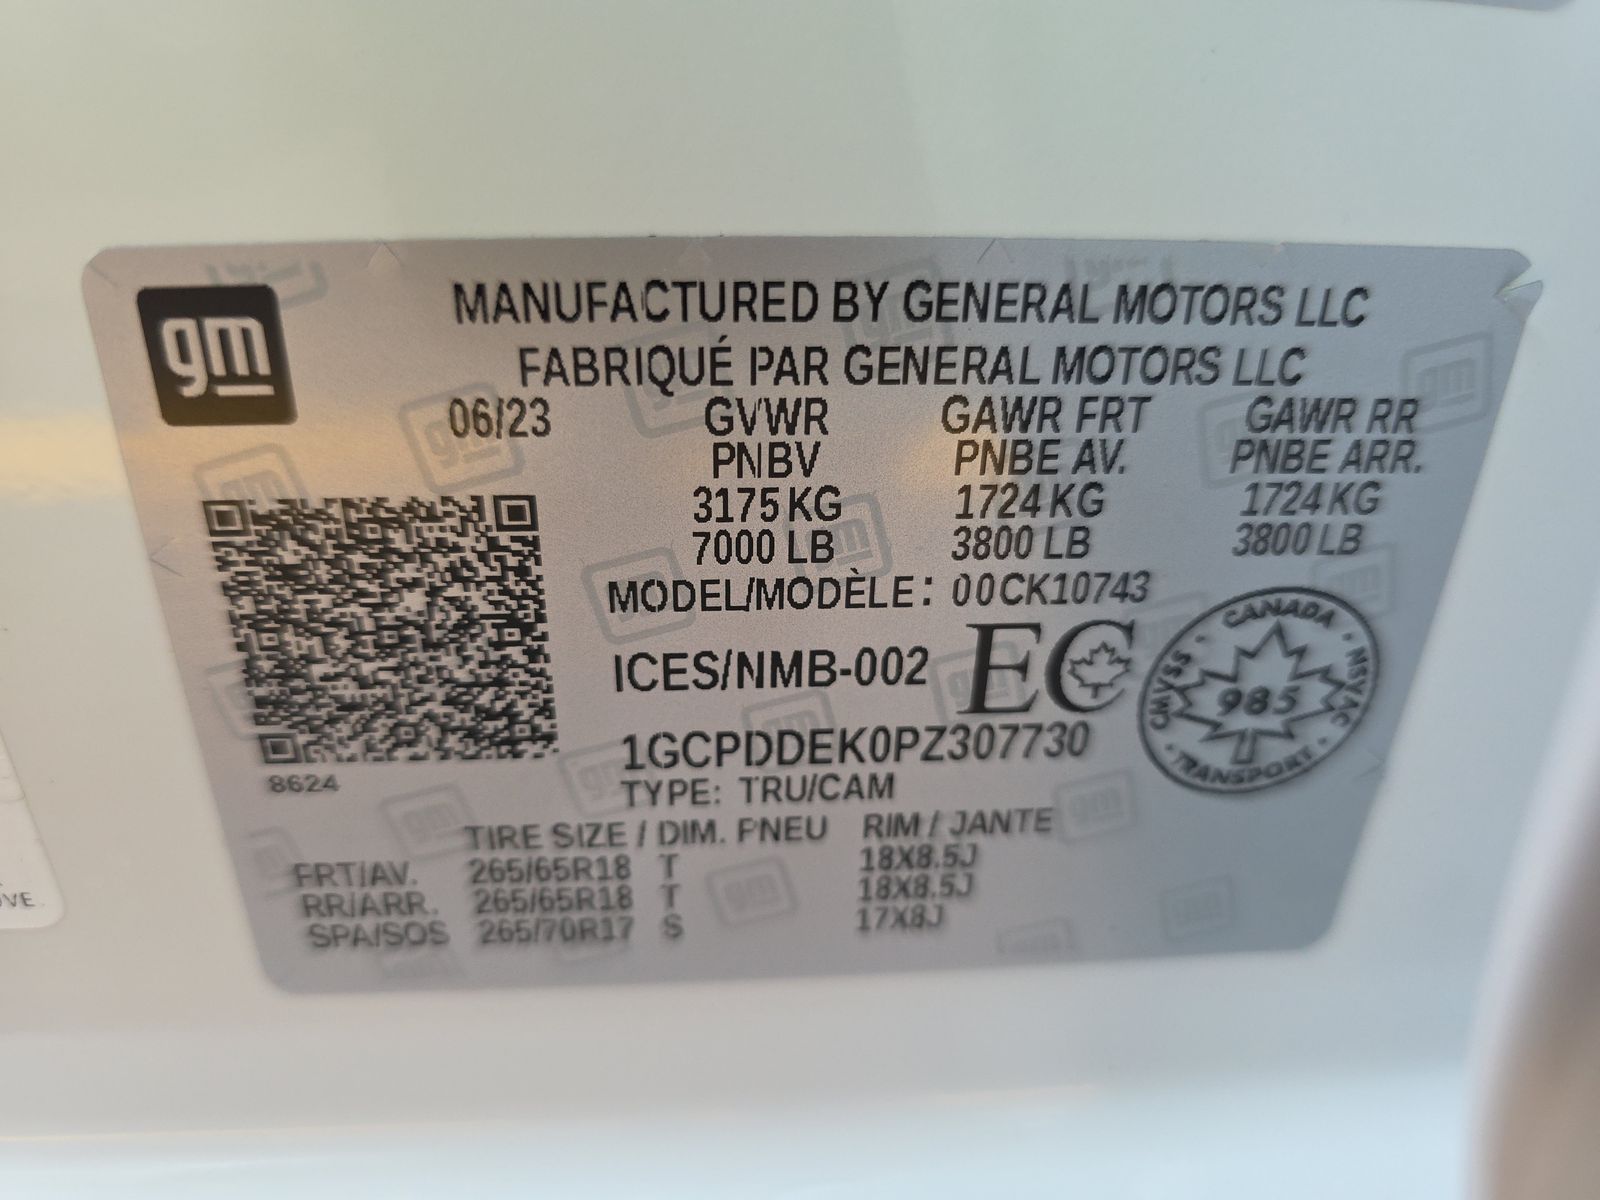 gm
MANUFACTURED BY GENERAL MOTORS LLC
FABRIQUÉ PAR GENERAL MOTORS LLC
06/23 GVWR GAWR FRT GAWR RR
PNBV PNBE AV. PNBE ARR.
3175 KG 1724 KG 1724 KG
7000 LB 3800 LB 3800 LB
MODEL/MODÈLE: 00CK10743
ICES/NMB-002 EC
CANADA · NSVAC · TRANSPORT · CMVSS ·
985
1GCPDDEK0PZ307730
8624
TYPE: TRU/CAM
TIRE SIZE / DIM. PNEU RIM / JANTE
FRT/AV. 265/65R18 T 18X8.5J
RR/ARR. 265/65R18 T 18X8.5J
SPA/SOS 265/70R17 S 17X8J